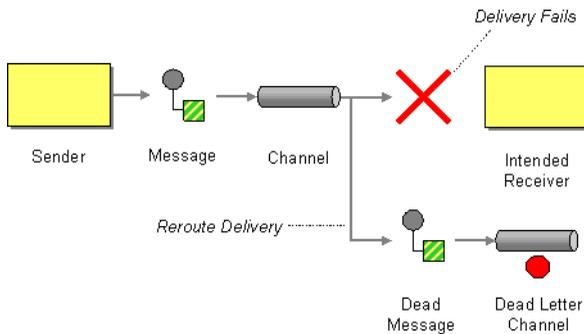 Delivery Fails
Sender
Message
Channel
Intended
Receiver
Reroute Delivery
Dead
Message
Dead Letter
Channel